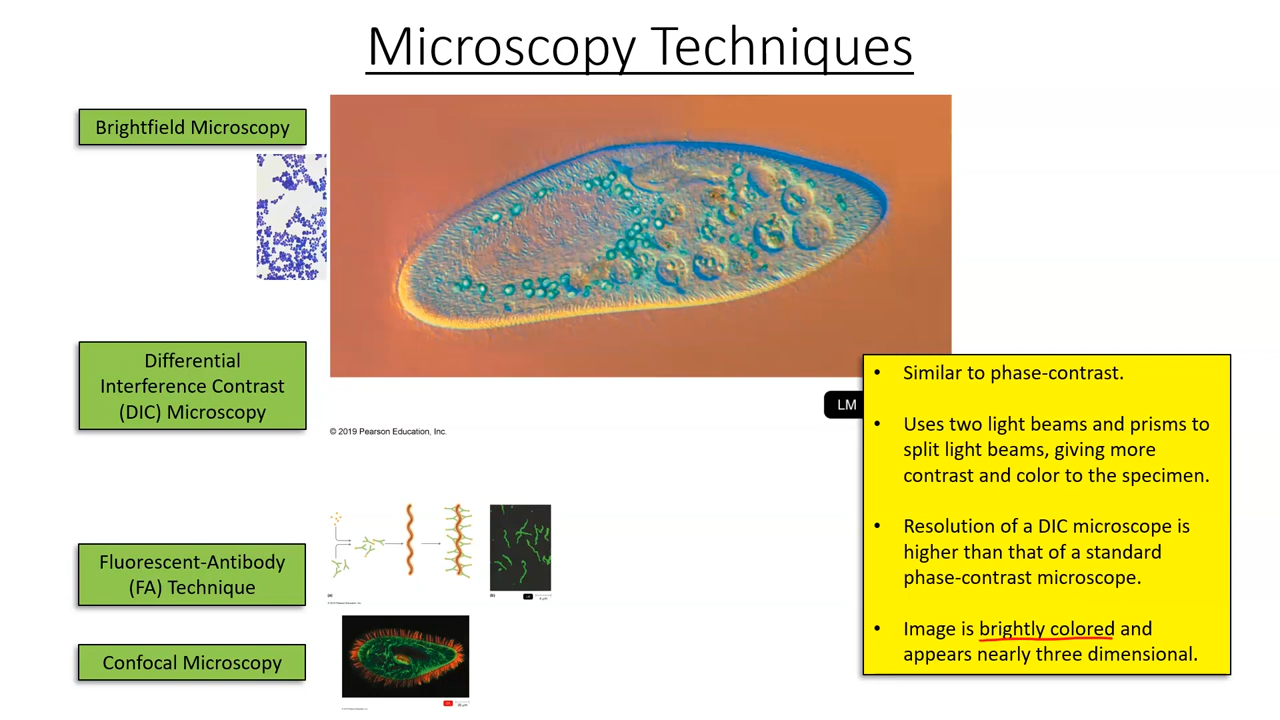 Microscopy Techniques
Brightfield Microscopy
Differential
Interference Contrast
(DIC) Microscopy
LM
© 2019 Pearson Education, Inc.
• Similar to phase-contrast.
• Uses two light beams and prisms to
split light beams, giving more
contrast and color to the specimen.
• Resolution of a DIC microscope is
higher than that of a standard
phase-contrast microscope.
• Image is brightly colored and
appears nearly three dimensional.
Fluorescent-Antibody
(FA) Technique
(a)
(b)
Confocal Microscopy